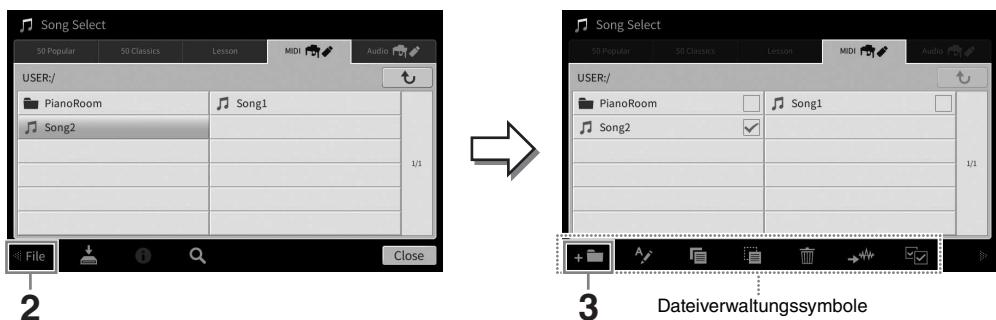 Song Select
50 Popular 50 Classics Lesson MIDI Audio
USER:/
PianoRoom Song1
Song2
1/1
File Close
2
Song Select
50 Popular 50 Classics Lesson MIDI Audio
USER:/
PianoRoom Song1
Song2
1/1
3
Dateiverwaltungssymbole